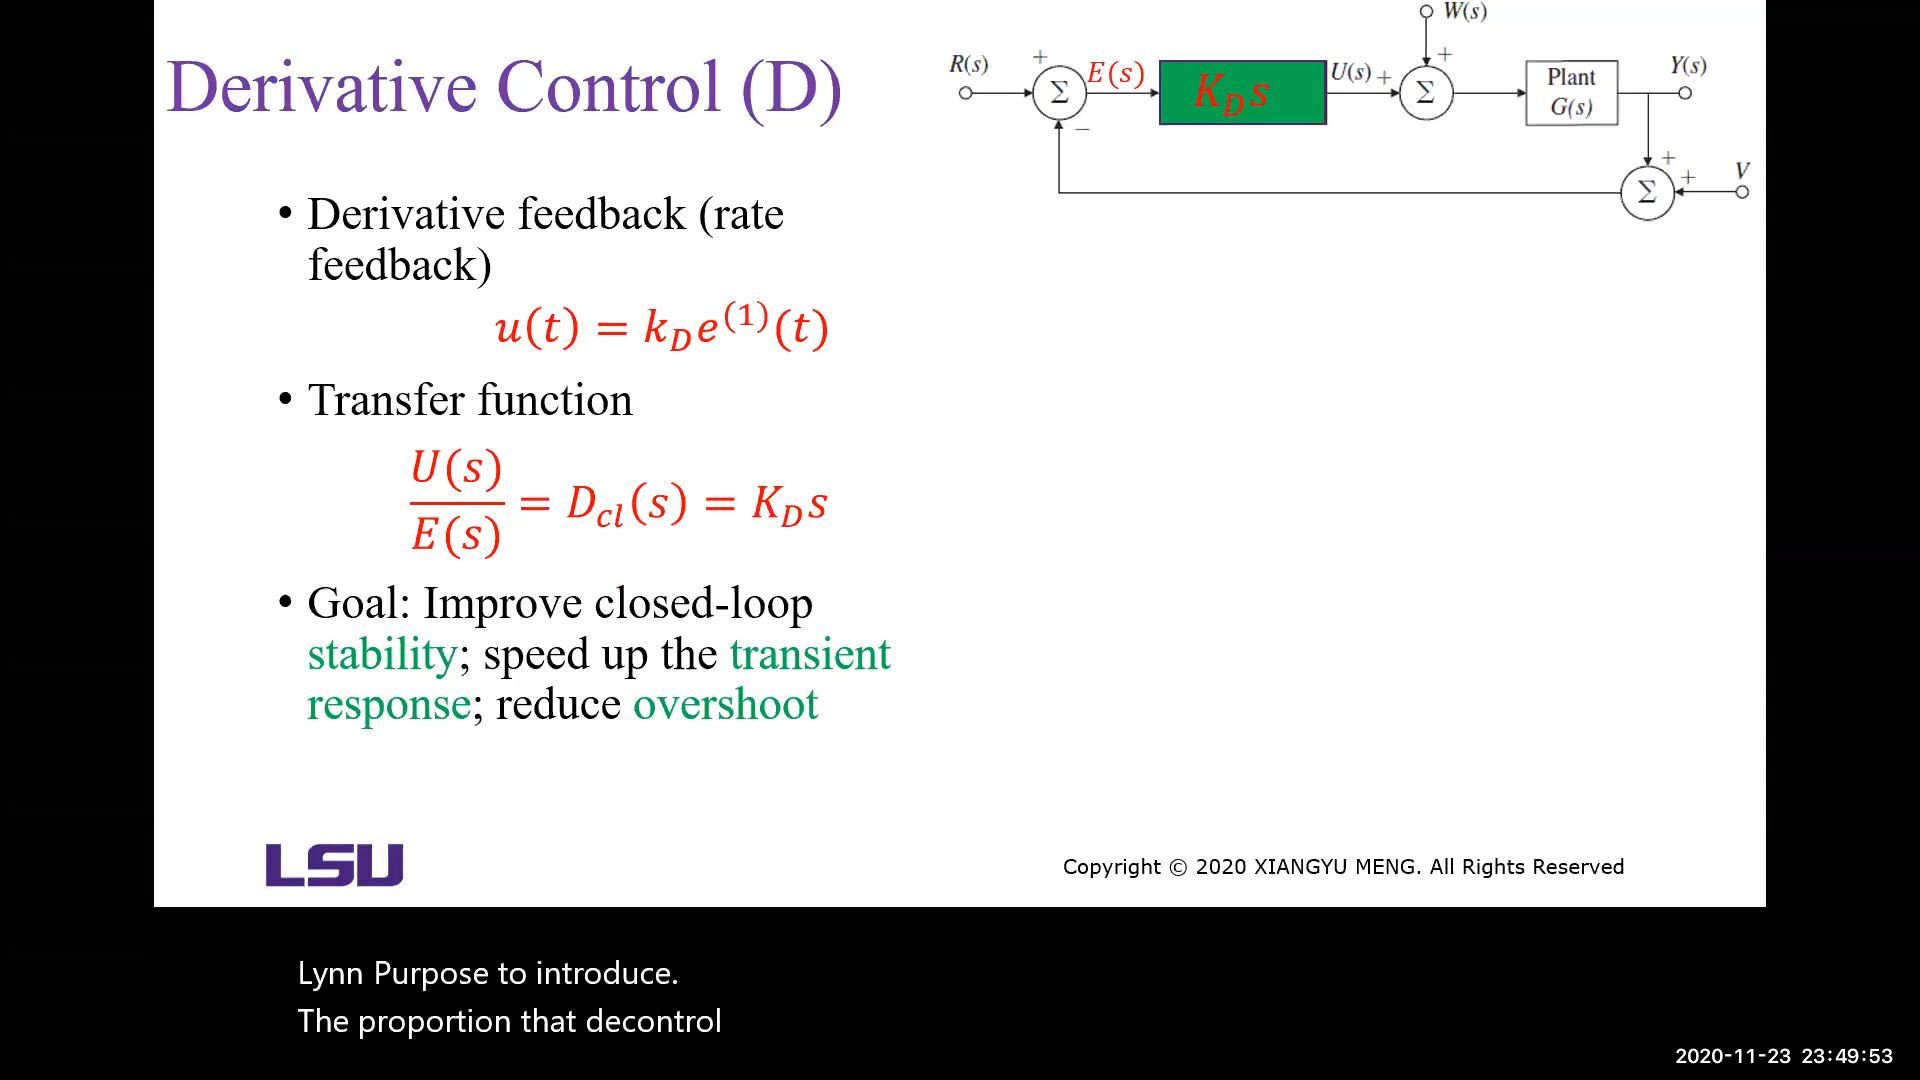 Derivative Control (D)
W(s)
R(s) + E(s) K_D s U(s) + + Plant Y(s)
Σ Σ G(s)
−
+ + V
Σ
• Derivative feedback (rate
feedback)
u(t) = k_D e^(1)(t)
• Transfer function
U(s)/E(s) = D_cl(s) = K_D s
• Goal: Improve closed-loop
stability; speed up the transient
response; reduce overshoot
LSU
Copyright © 2020 XIANGYU MENG. All Rights Reserved
Lynn Purpose to introduce.
The proportion that decontrol
2020-11-23 23:49:53